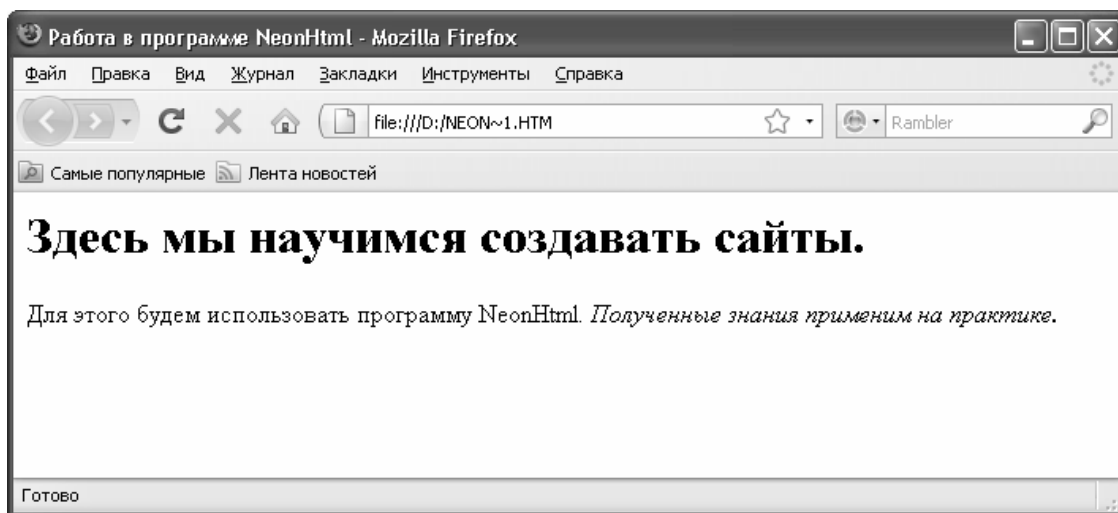 Работа в программе NeonHtml - Mozilla Firefox
Файл Правка Вид Журнал Закладки Инструменты Справка
file:///D:/NEON~1.HTM Rambler
Самые популярные Лента новостей
Здесь мы научимся создавать сайты.
Для этого будем использовать программу NeonHtml. Полученные знания применим на практике.
Готово